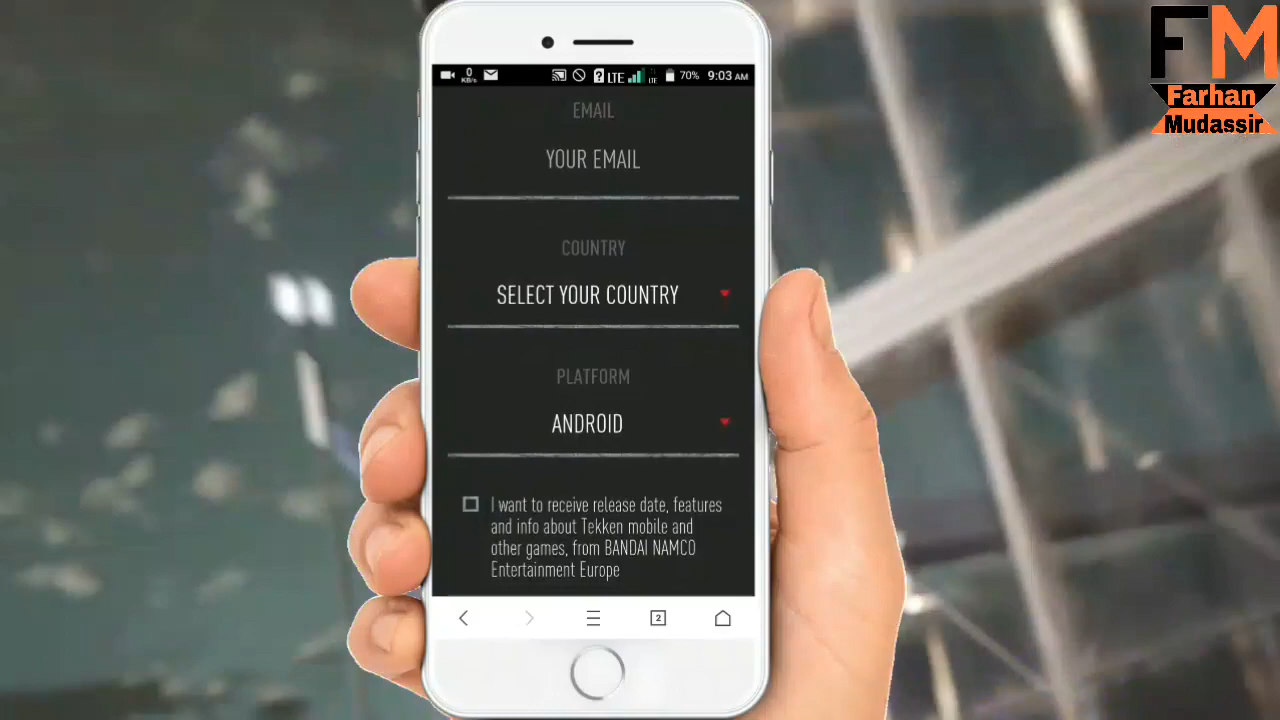 FM
Farhan
Mudassir
0
KB/s
LTE
LTE
70%
9:03 AM
EMAIL
YOUR EMAIL
COUNTRY
SELECT YOUR COUNTRY
PLATFORM
ANDROID
I want to receive release date, features
and info about Tekken mobile and
other games, from BANDAI NAMCO
Entertainment Europe
2